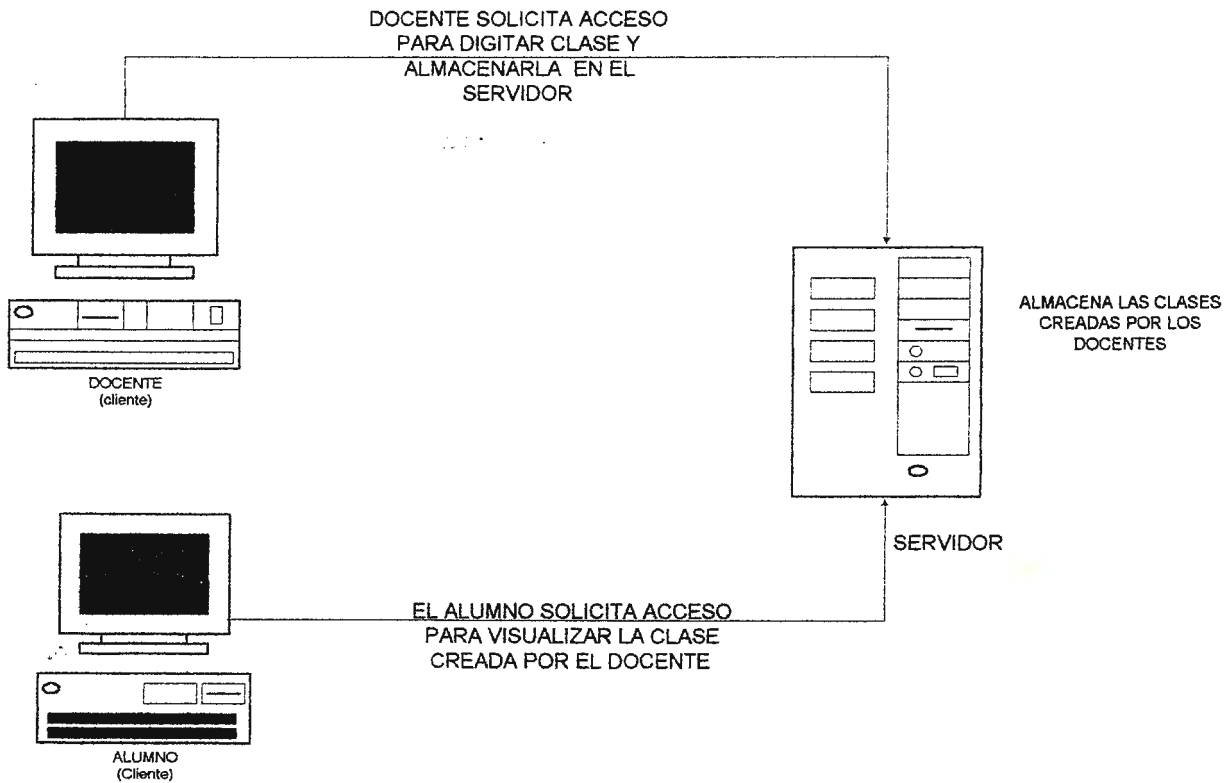 DOCENTE SOLICITA ACCESO
PARA DIGITAR CLASE Y
ALMACENARLA EN EL
SERVIDOR
DOCENTE
(cliente)
ALMACENA LAS CLASES
CREADAS POR LOS
DOCENTES
SERVIDOR
EL ALUMNO SOLICITA ACCESO
PARA VISUALIZAR LA CLASE
CREADA POR EL DOCENTE
ALUMNO
(Cliente)